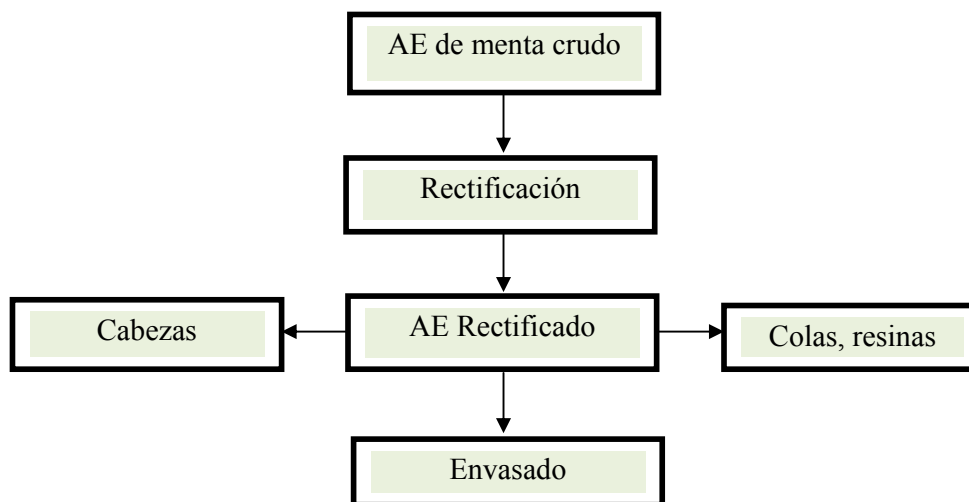 AE de menta crudo
Rectificación
Cabezas
AE Rectificado
Colas, resinas
Envasado